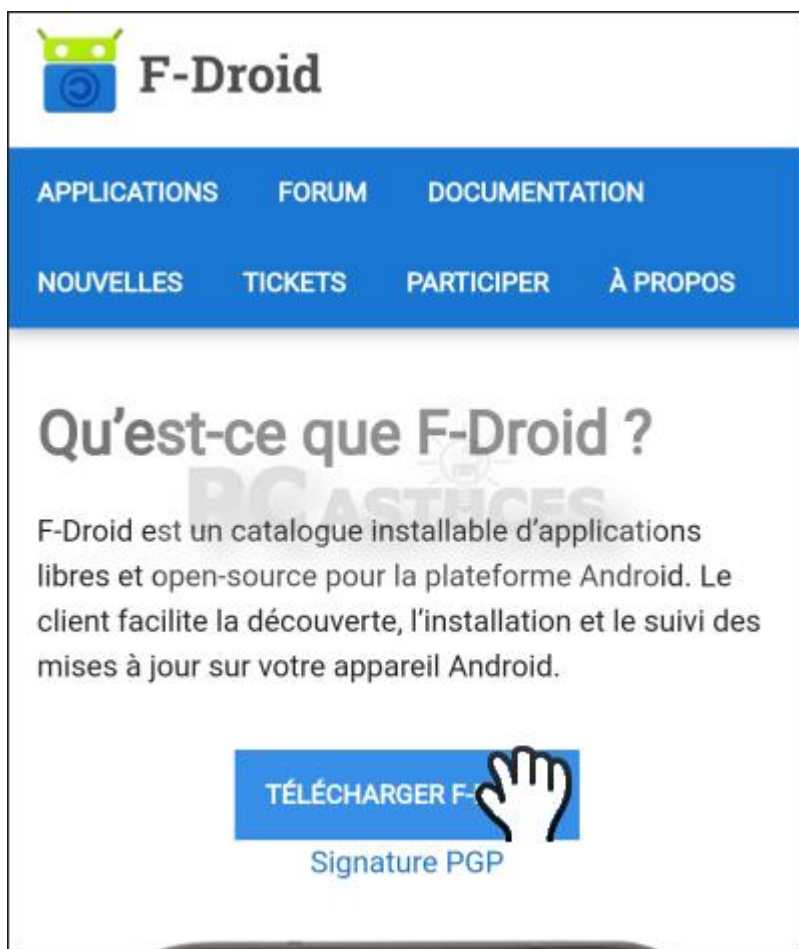 F-Droid
APPLICATIONS FORUM DOCUMENTATION
NOUVELLES TICKETS PARTICIPER À PROPOS
Qu'est-ce que F-Droid ?
PC ASTUCES
F-Droid est un catalogue installable d'applications
libres et open-source pour la plateforme Android. Le
client facilite la découverte, l'installation et le suivi des
mises à jour sur votre appareil Android.
TÉLÉCHARGER F-
Signature PGP